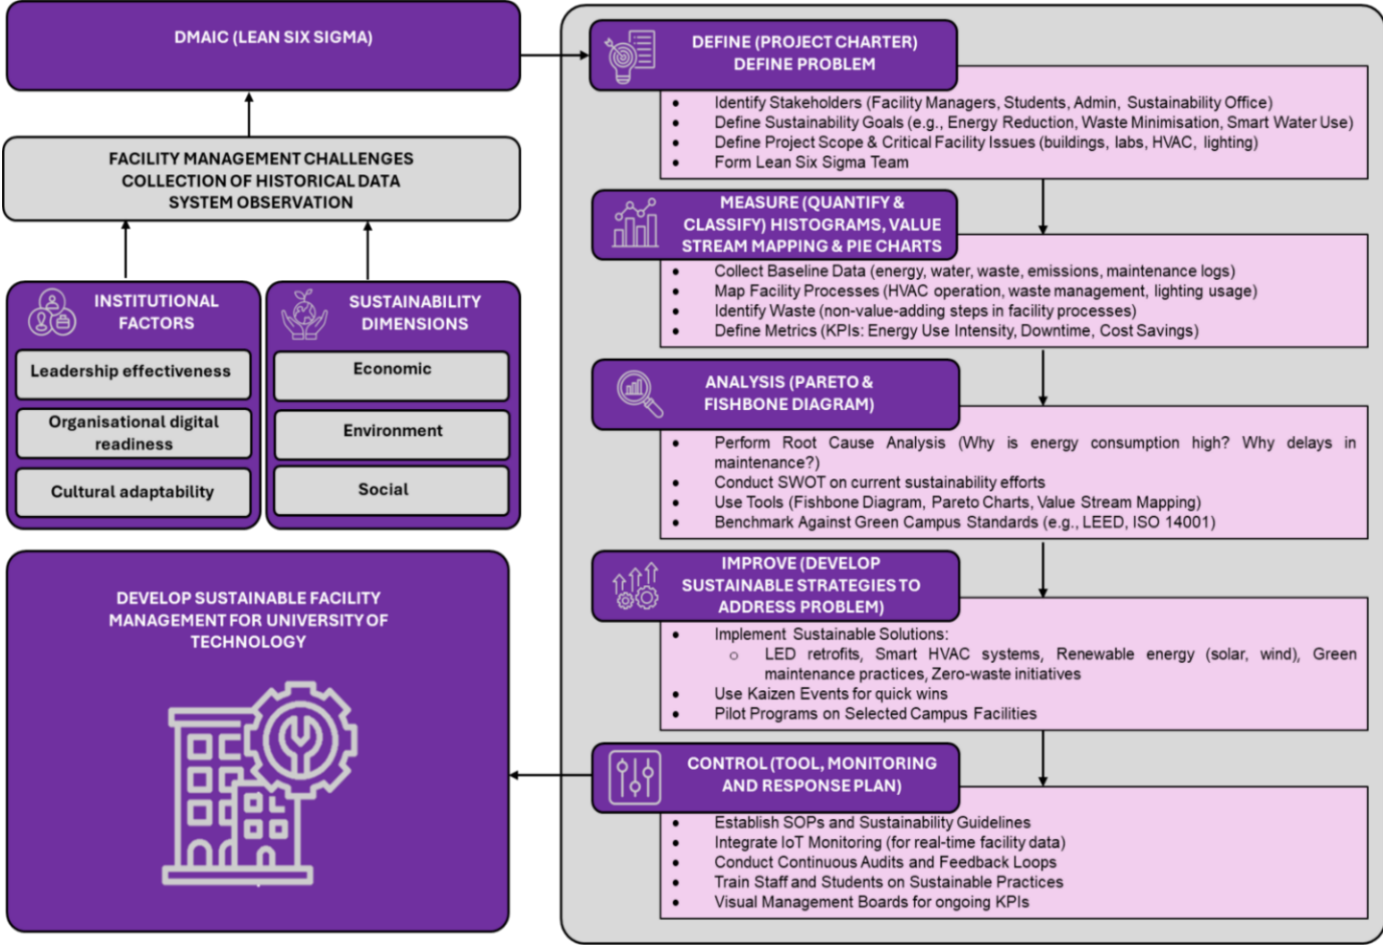 DMAIC (LEAN SIX SIGMA)
FACILITY MANAGEMENT CHALLENGES
COLLECTION OF HISTORICAL DATA
SYSTEM OBSERVATION
INSTITUTIONAL
FACTORS
Leadership effectiveness
Organisational digital
readiness
Cultural adaptability
SUSTAINABILITY
DIMENSIONS
Economic
Environment
Social
DEVELOP SUSTAINABLE FACILITY
MANAGEMENT FOR UNIVERSITY OF
TECHNOLOGY
DEFINE (PROJECT CHARTER)
DEFINE PROBLEM
• Identify Stakeholders (Facility Managers, Students, Admin, Sustainability Office)
• Define Sustainability Goals (e.g., Energy Reduction, Waste Minimisation, Smart Water Use)
• Define Project Scope & Critical Facility Issues (buildings, labs, HVAC, lighting)
• Form Lean Six Sigma Team
MEASURE (QUANTIFY &
CLASSIFY) HISTOGRAMS, VALUE
STREAM MAPPING & PIE CHARTS
• Collect Baseline Data (energy, water, waste, emissions, maintenance logs)
• Map Facility Processes (HVAC operation, waste management, lighting usage)
• Identify Waste (non-value-adding steps in facility processes)
• Define Metrics (KPIs: Energy Use Intensity, Downtime, Cost Savings)
ANALYSIS (PARETO &
FISHBONE DIAGRAM)
• Perform Root Cause Analysis (Why is energy consumption high? Why delays in
maintenance?)
• Conduct SWOT on current sustainability efforts
• Use Tools (Fishbone Diagram, Pareto Charts, Value Stream Mapping)
• Benchmark Against Green Campus Standards (e.g., LEED, ISO 14001)
IMPROVE (DEVELOP
SUSTAINABLE STRATEGIES TO
ADDRESS PROBLEM)
• Implement Sustainable Solutions:
o LED retrofits, Smart HVAC systems, Renewable energy (solar, wind), Green
maintenance practices, Zero-waste initiatives
• Use Kaizen Events for quick wins
• Pilot Programs on Selected Campus Facilities
CONTROL (TOOL, MONITORING
AND RESPONSE PLAN)
• Establish SOPs and Sustainability Guidelines
• Integrate IoT Monitoring (for real-time facility data)
• Conduct Continuous Audits and Feedback Loops
• Train Staff and Students on Sustainable Practices
• Visual Management Boards for ongoing KPIs